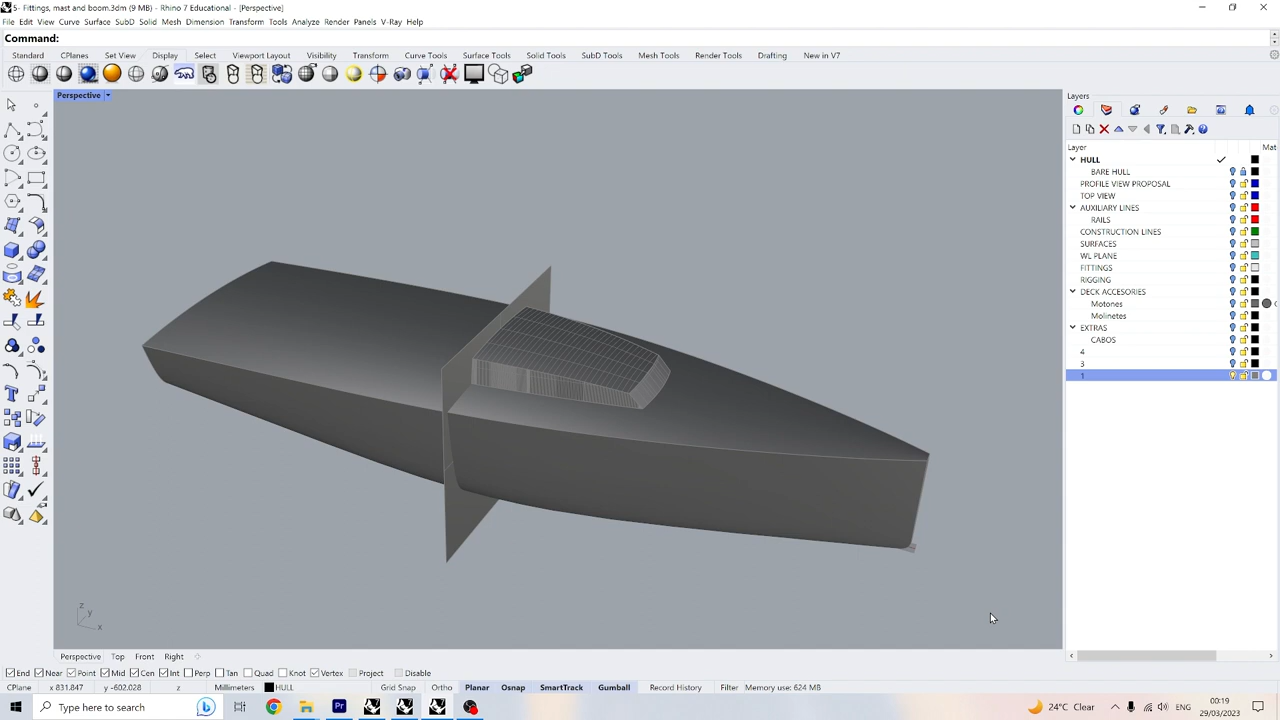 5- Fittings, mast and boom.3dm (9 MB) - Rhino 7 Educational - [Perspective]
File Edit View Curve Surface SubD Solid Mesh Dimension Transform Tools Analyze Render Panels V-Ray Help
Command:
Standard CPlanes Set View Display Select Viewport Layout Visibility Transform Curve Tools Surface Tools Solid Tools SubD Tools Mesh Tools Render Tools Drafting New in V7
Perspective
Layers
Layer Mat
HULL
BARE HULL
PROFILE VIEW PROPOSAL
TOP VIEW
AUXILIARY LINES
RAILS
CONSTRUCTION LINES
SURFACES
WL PLANE
FITTINGS
RIGGING
DECK ACCESORIES
Motones
Molinetes
EXTRAS
CABOS
4
3
1
z
y
x
Perspective Top Front Right
End Near Point Mid Cen Int Perp Tan Quad Knot Vertex Project Disable
CPlane x 831.847 y -602.028 z Millimeters HULL Grid Snap Ortho Planar Osnap SmartTrack Gumball Record History Filter Memory use: 624 MB
Type here to search
Pr
24°C Clear
ENG
00:19
29/03/2023